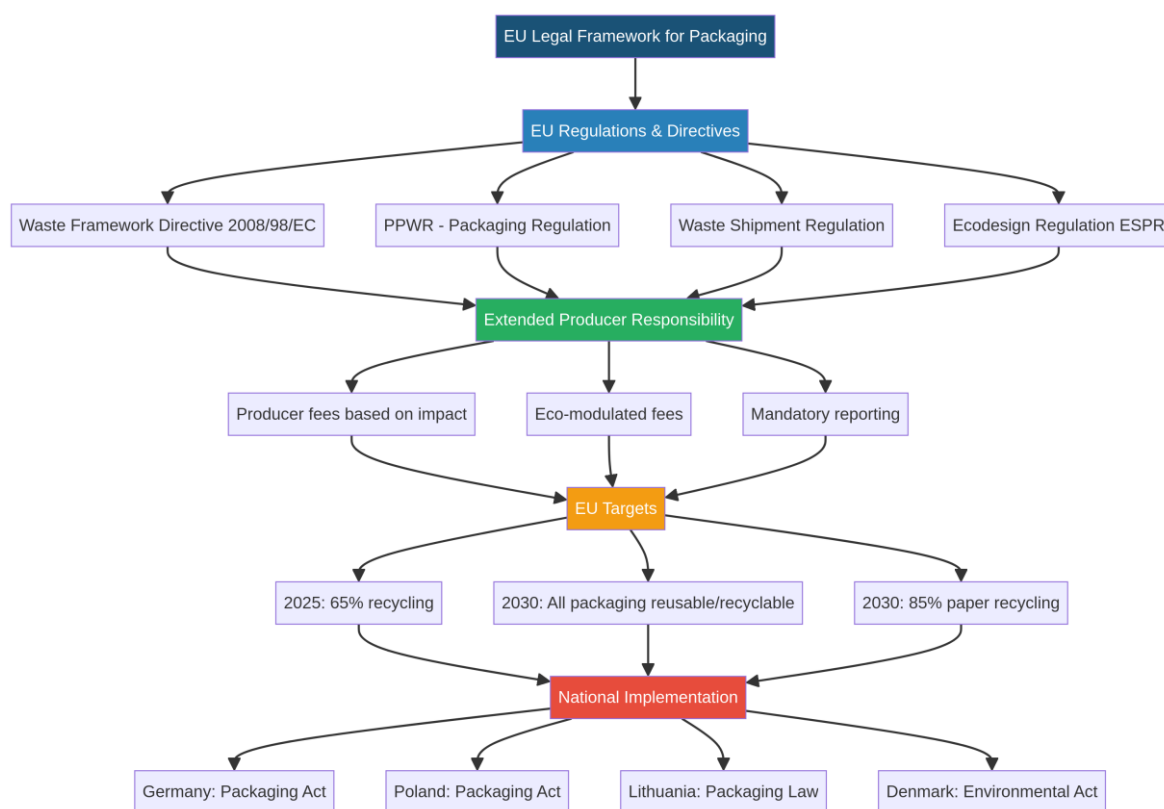 EU Legal Framework for Packaging
EU Regulations & Directives
Waste Framework Directive 2008/98/EC
PPWR - Packaging Regulation
Waste Shipment Regulation
Ecodesign Regulation ESPR
Extended Producer Responsibility
Producer fees based on impact
Eco-modulated fees
Mandatory reporting
EU Targets
2025: 65% recycling
2030: All packaging reusable/recyclable
2030: 85% paper recycling
National Implementation
Germany: Packaging Act
Poland: Packaging Act
Lithuania: Packaging Law
Denmark: Environmental Act